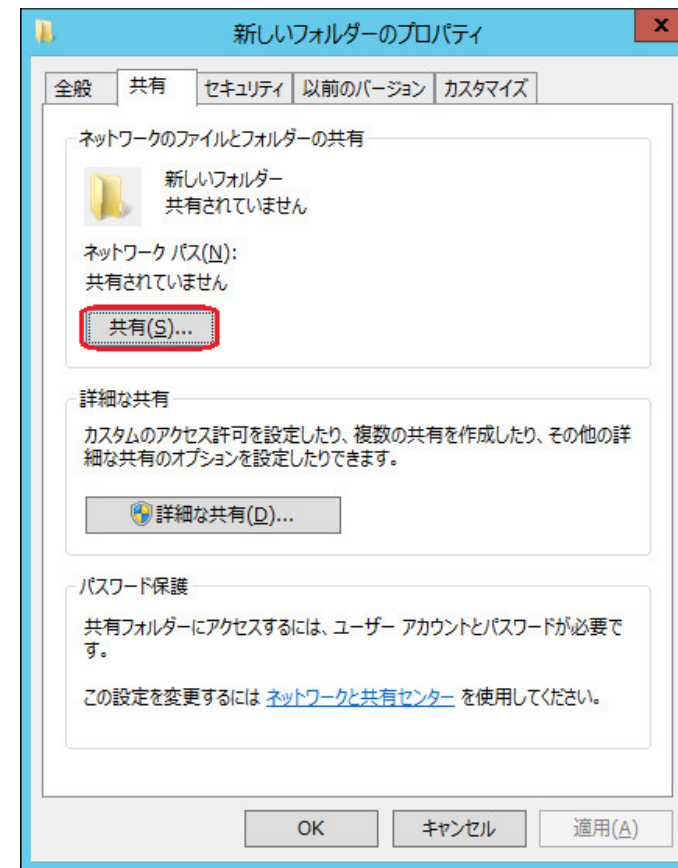 新しいフォルダーのプロパティ
x
全般 共有 セキュリティ 以前のバージョン カスタマイズ
ネットワークのファイルとフォルダーの共有
新しいフォルダー
共有されていません
ネットワーク パス(N):
共有されていません
共有(S)...
詳細な共有
カスタムのアクセス許可を設定したり、複数の共有を作成したり、その他の詳
細な共有のオプションを設定したりできます。
詳細な共有(D)...
パスワード保護
共有フォルダーにアクセスするには、ユーザー アカウントとパスワードが必要で
す。
この設定を変更するには ネットワークと共有センター を使用してください。
OK キャンセル 適用(A)